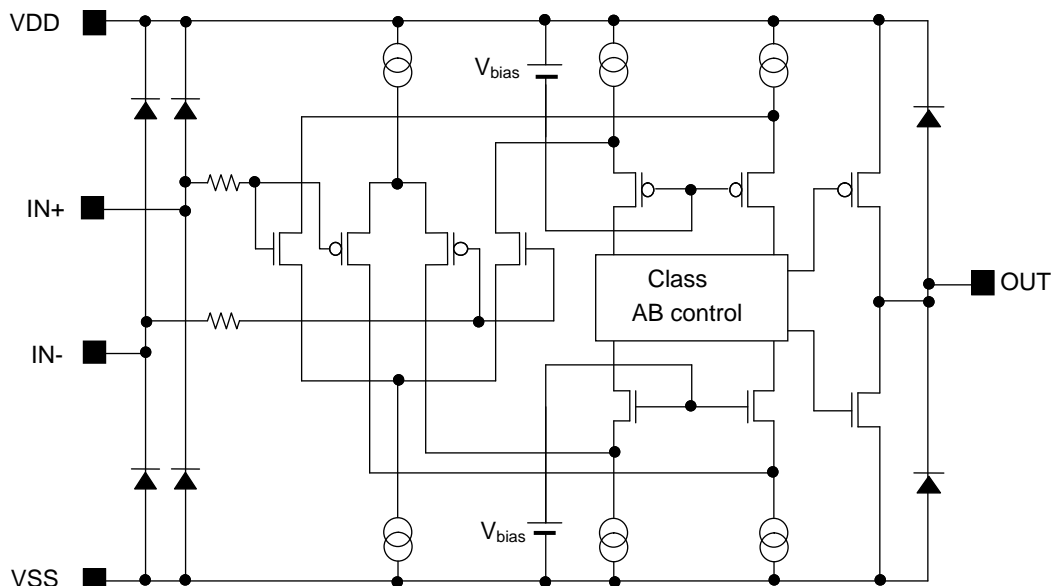 VDD
Vbias
IN+
Class
AB control
OUT
IN-
Vbias
VSS